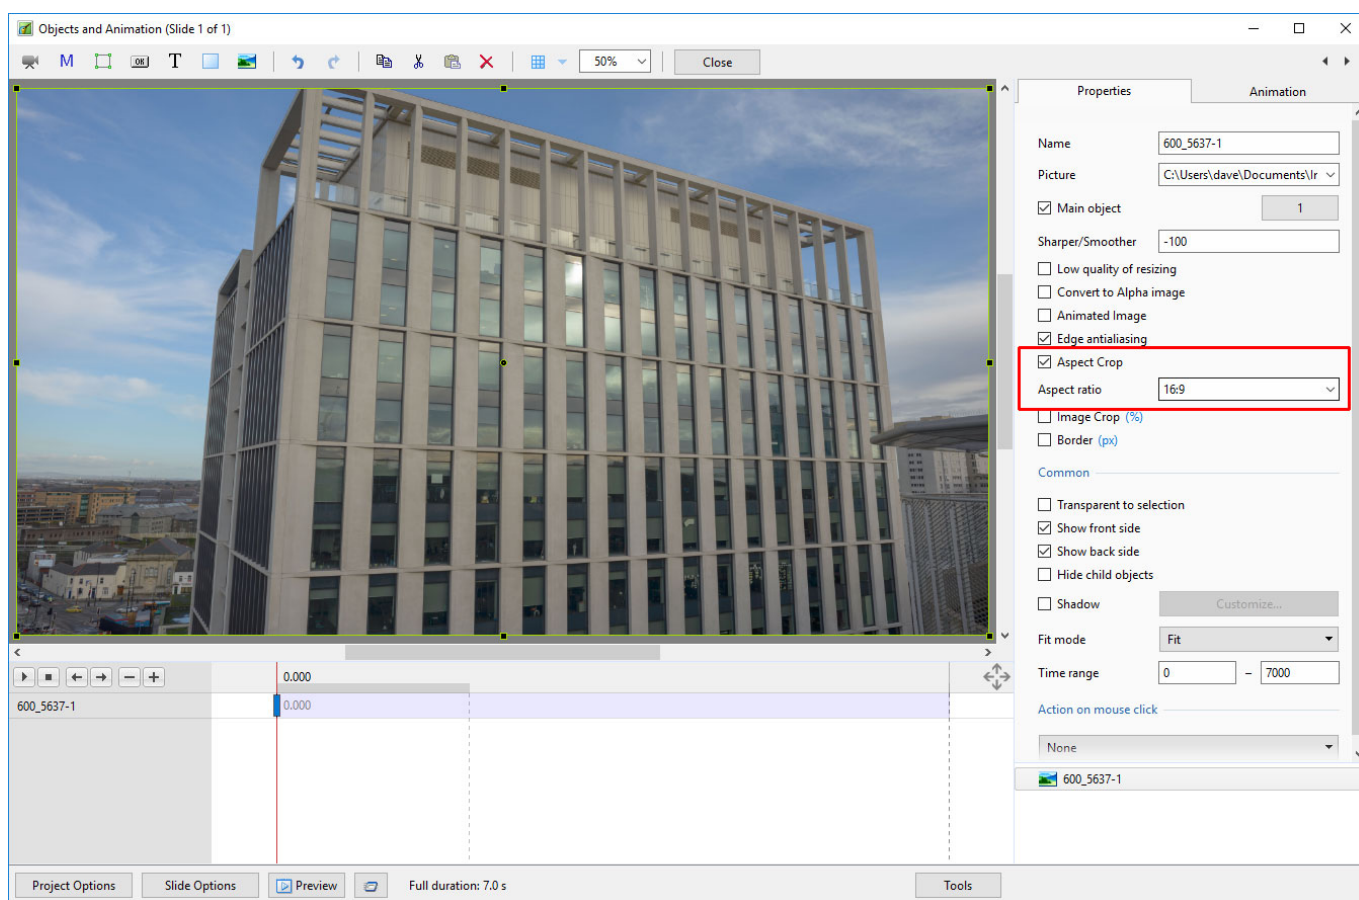 Objects and Animation (Slide 1 of 1)
M OK T 50% Close
Properties Animation
Name 600_5637-1
Picture C:\Users\dave\Documents\Ir
Main object 1
Sharper/Smoother -100
Low quality of resizing
Convert to Alpha image
Animated Image
Edge antialiasing
Aspect Crop
Aspect ratio 16:9
Image Crop (%)
Border (px)
Common
Transparent to selection
Show front side
Show back side
Hide child objects
Shadow Customize...
Fit mode Fit
Time range 0 – 7000
Action on mouse click
None
600_5637-1
0.000
600_5637-1 0.000
Project Options Slide Options Preview Full duration: 7.0 s Tools